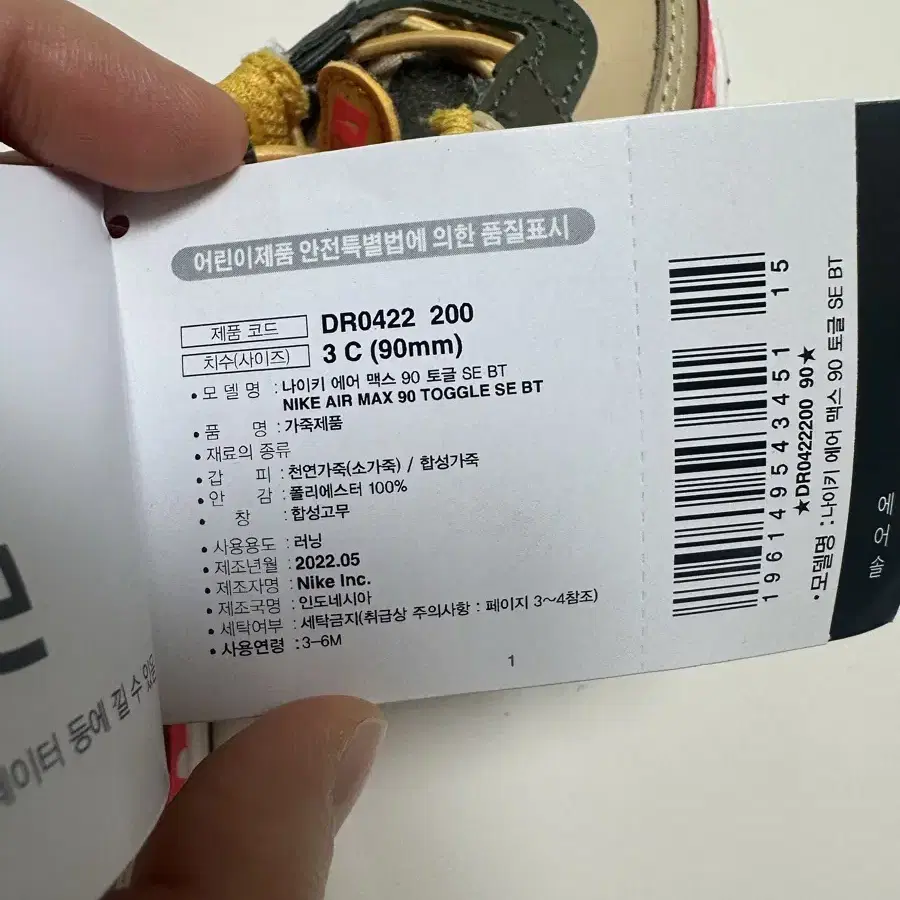 어린이제품 안전특별법에 의한 품질표시
제품 코드 DR0422 200
치수(사이즈) 3 C (90mm)
• 모 델 명 : 나이키 에어 맥스 90 토글 SE BT
NIKE AIR MAX 90 TOGGLE SE BT
• 품 명 : 가죽제품
• 재료의 종류
• 갑 피 : 천연가죽(소가죽) / 합성가죽
• 안 감 : 폴리에스터 100%
• 창 : 합성고무
• 사용용도 : 러닝
• 제조년월 : 2022.05
• 제조자명 : Nike Inc.
• 제조국명 : 인도네시아
• 세탁여부 : 세탁금지(취급상 주의사항 : 페이지 3~4참조)
• 사용연령 : 3-6M
1
1 96149 543451 15
★DR0422200 90★
• 모델명 : 나이키 에어 맥스 90 토글 SE BT
에어솔
등에 낄 수 있